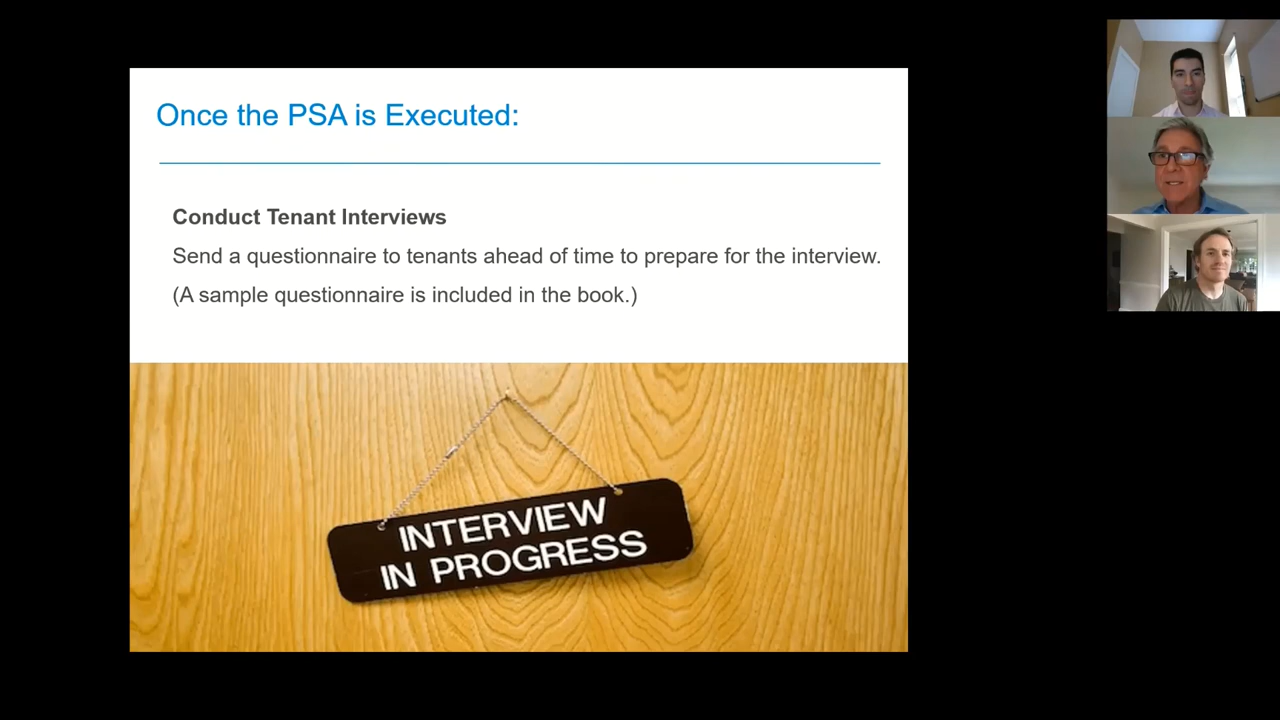 Once the PSA is Executed:
Conduct Tenant Interviews
Send a questionnaire to tenants ahead of time to prepare for the interview.
(A sample questionnaire is included in the book.)
INTERVIEW
IN PROGRESS